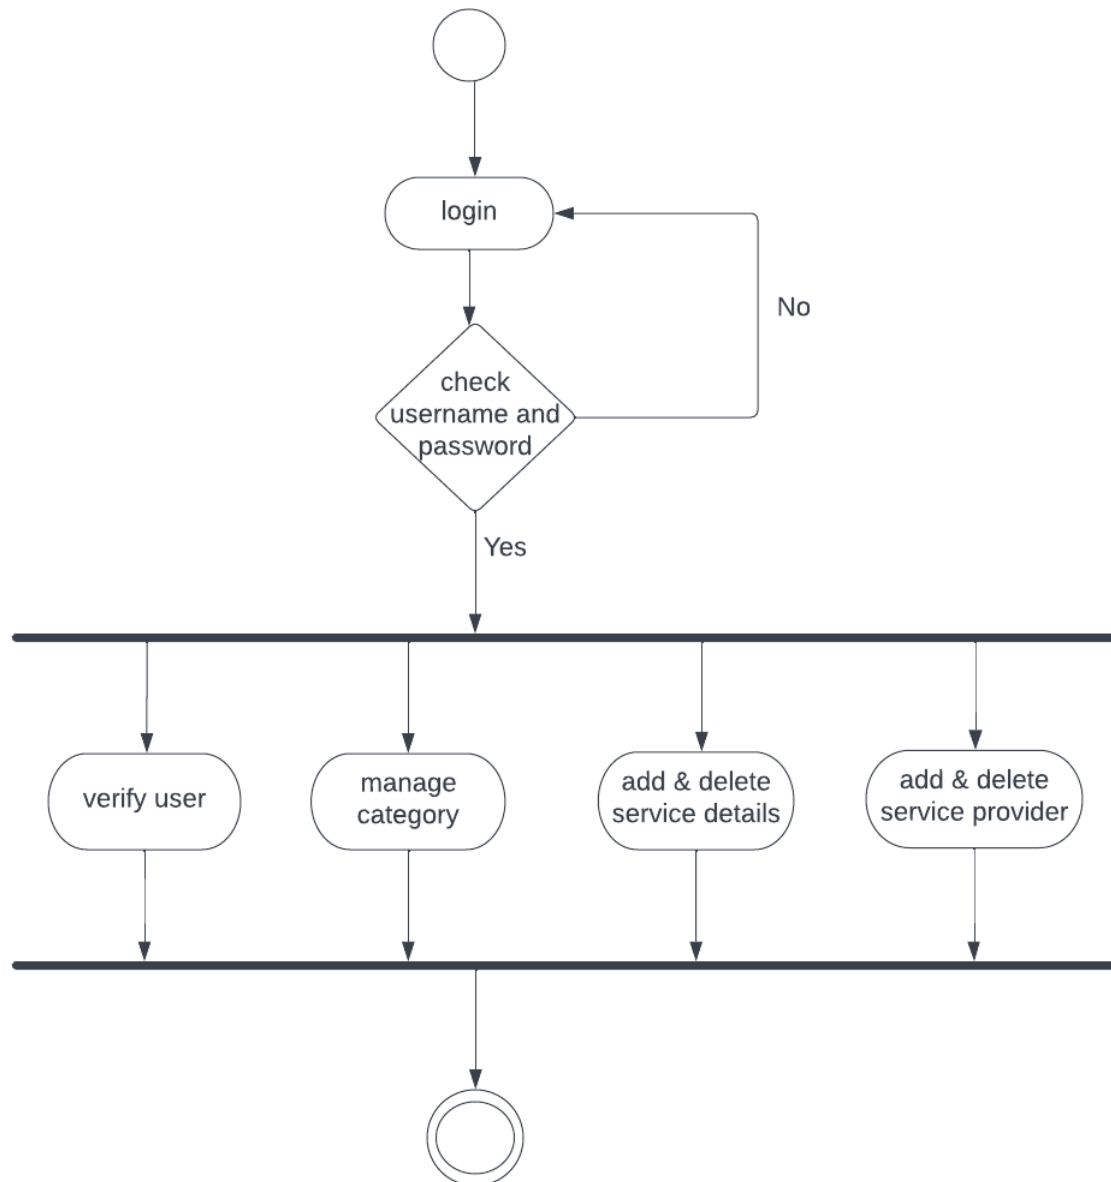 login
No
check
username and
password
Yes
verify user
manage
category
add & delete
service details
add & delete
service provider